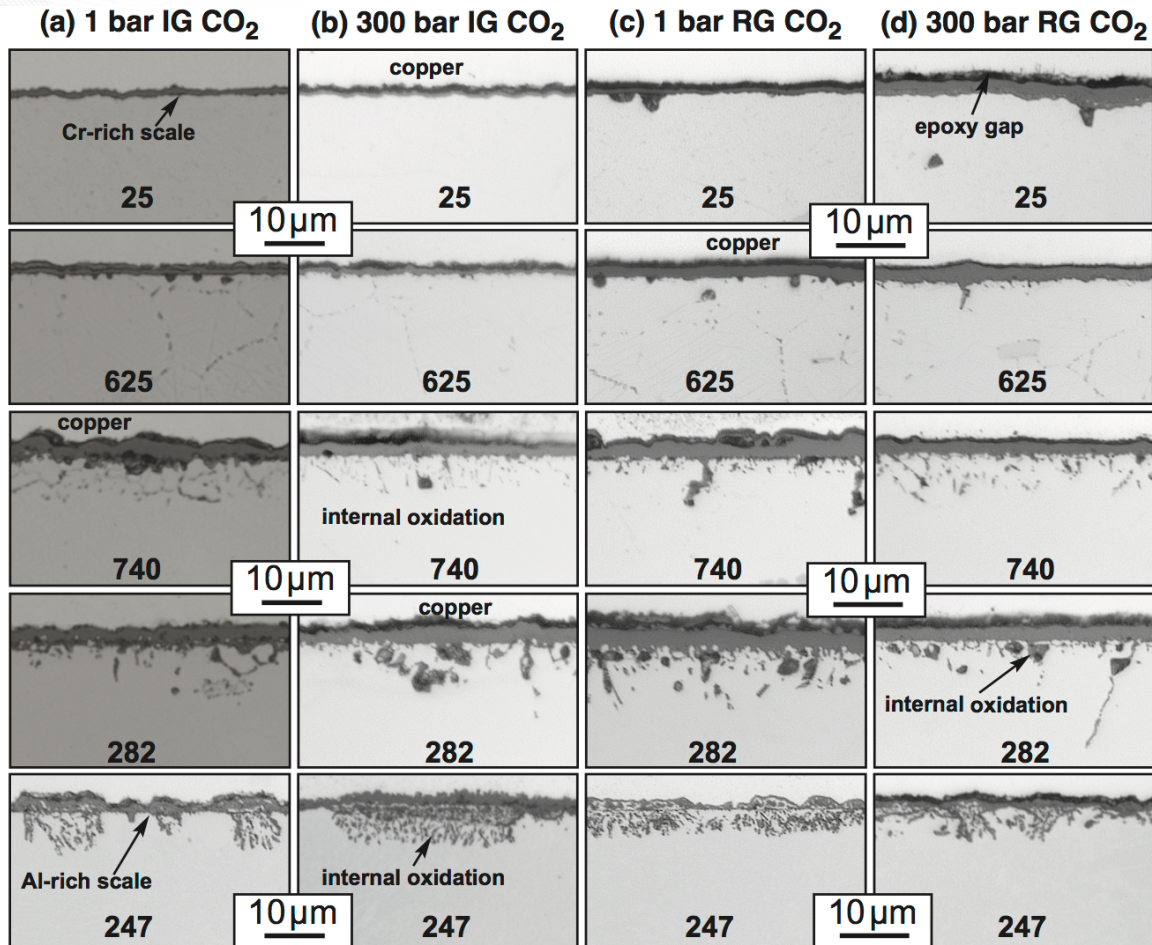 (a) 1 bar IG CO₂ (b) 300 bar IG CO₂ (c) 1 bar RG CO₂ (d) 300 bar RG CO₂
copper
Cr-rich scale
epoxy gap
25 25 25 25
10 μm 10 μm
copper
625 625 625 625
copper
internal oxidation
740 740 740 740
10 μm 10 μm
copper
internal oxidation
282 282 282 282
Al-rich scale
internal oxidation
247 247 247 247
10 μm 10 μm